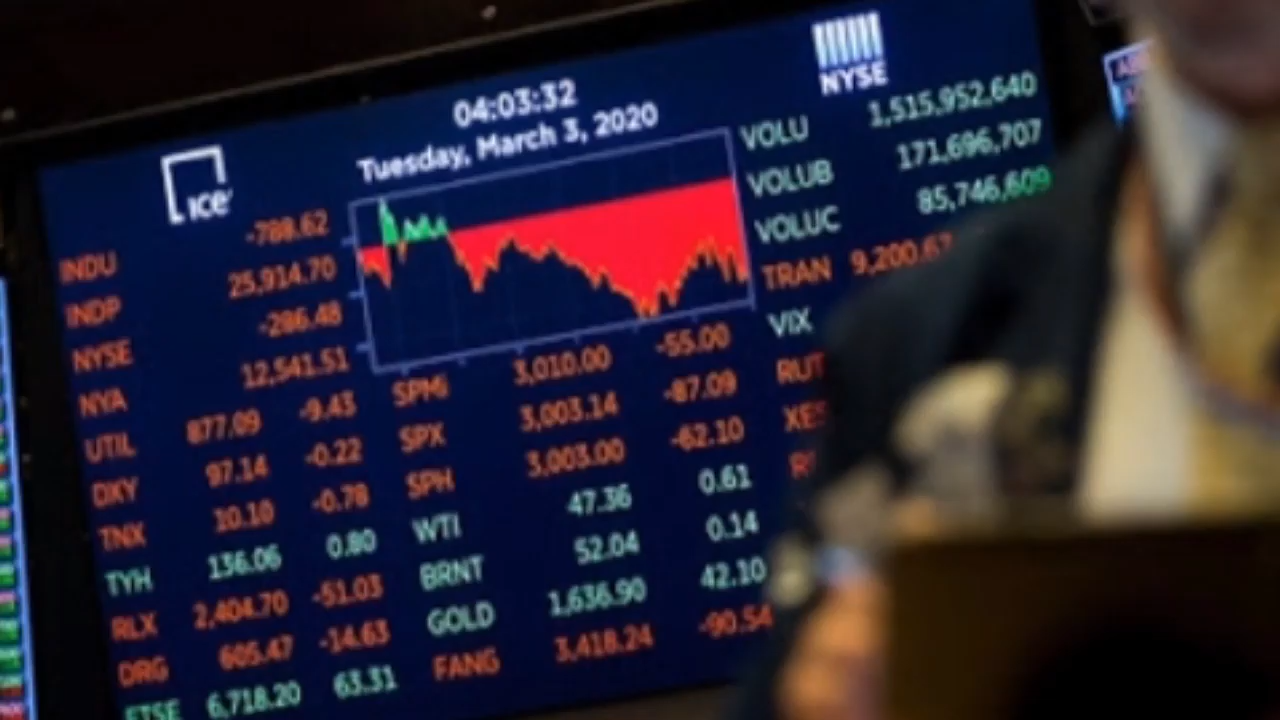 04:03:32
Tuesday, March 3, 2020
ICE
NYSE
INDU -788.62
INDP 25,914.70
NYSE -286.48
NYA 12,541.51
UTIL 877.09 -9.43
DXY 97.14 -0.22
TNX 10.10 -0.78
TYH 136.06 0.80
RLX 2,404.70 -51.03
DRG 605.47 -14.63
FTSE 6,718.20 63.31
SPMI 3,010.00 -55.00
SPX 3,003.14 -87.09
SPH 3,003.00 -62.10
WTI 47.36 0.61
BRNT 52.04 0.14
GOLD 1,636.90 42.10
FANG 3,418.24 -90.54
VOLU 1,515,952,640
VOLUB 171,696,707
VOLUC 85,746,609
TRAN 9,200.67
VIX
RUT
XES